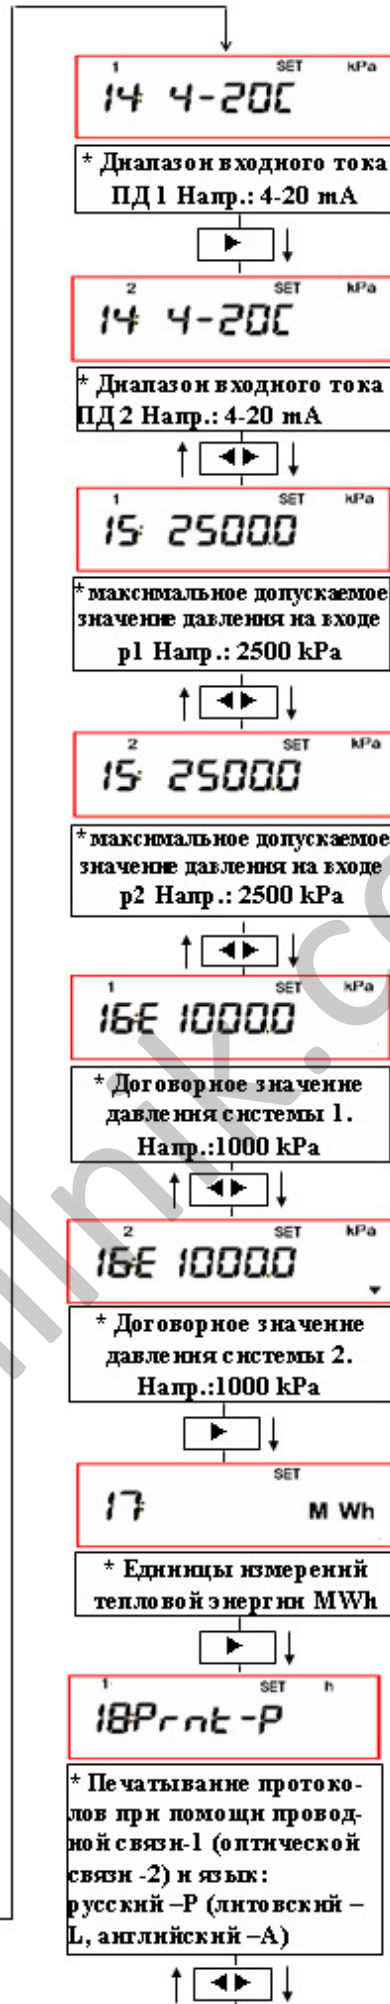 1 SET kPa
14: 4-20C
* Диапазон входного тока
ПД 1 Напр.: 4-20 mA
2 SET kPa
14: 4-20C
* Диапазон входного тока
ПД 2 Напр.: 4-20 mA
1 SET kPa
15: 2500.0
* максимальное допускаемое
значение давления на входе
p1 Напр.: 2500 kPa
2 SET kPa
15: 2500.0
* максимальное допускаемое
значение давления на входе
p2 Напр.: 2500 kPa
1 SET kPa
16:E 1000.0
* Договорное значение
давления системы 1.
Напр.:1000 kPa
2 SET kPa
16:E 1000.0
* Договорное значение
давления системы 2.
Напр.:1000 kPa
SET
17: M Wh
* Единицы измерений
тепловой энергии MWh
1 SET h
18:Prnt-P
* Печатывание протоко-
лов при помощи провод-
ной связи-1 (оптической
связи -2) и язык:
русский –Р (литовский –
L, английский –A)